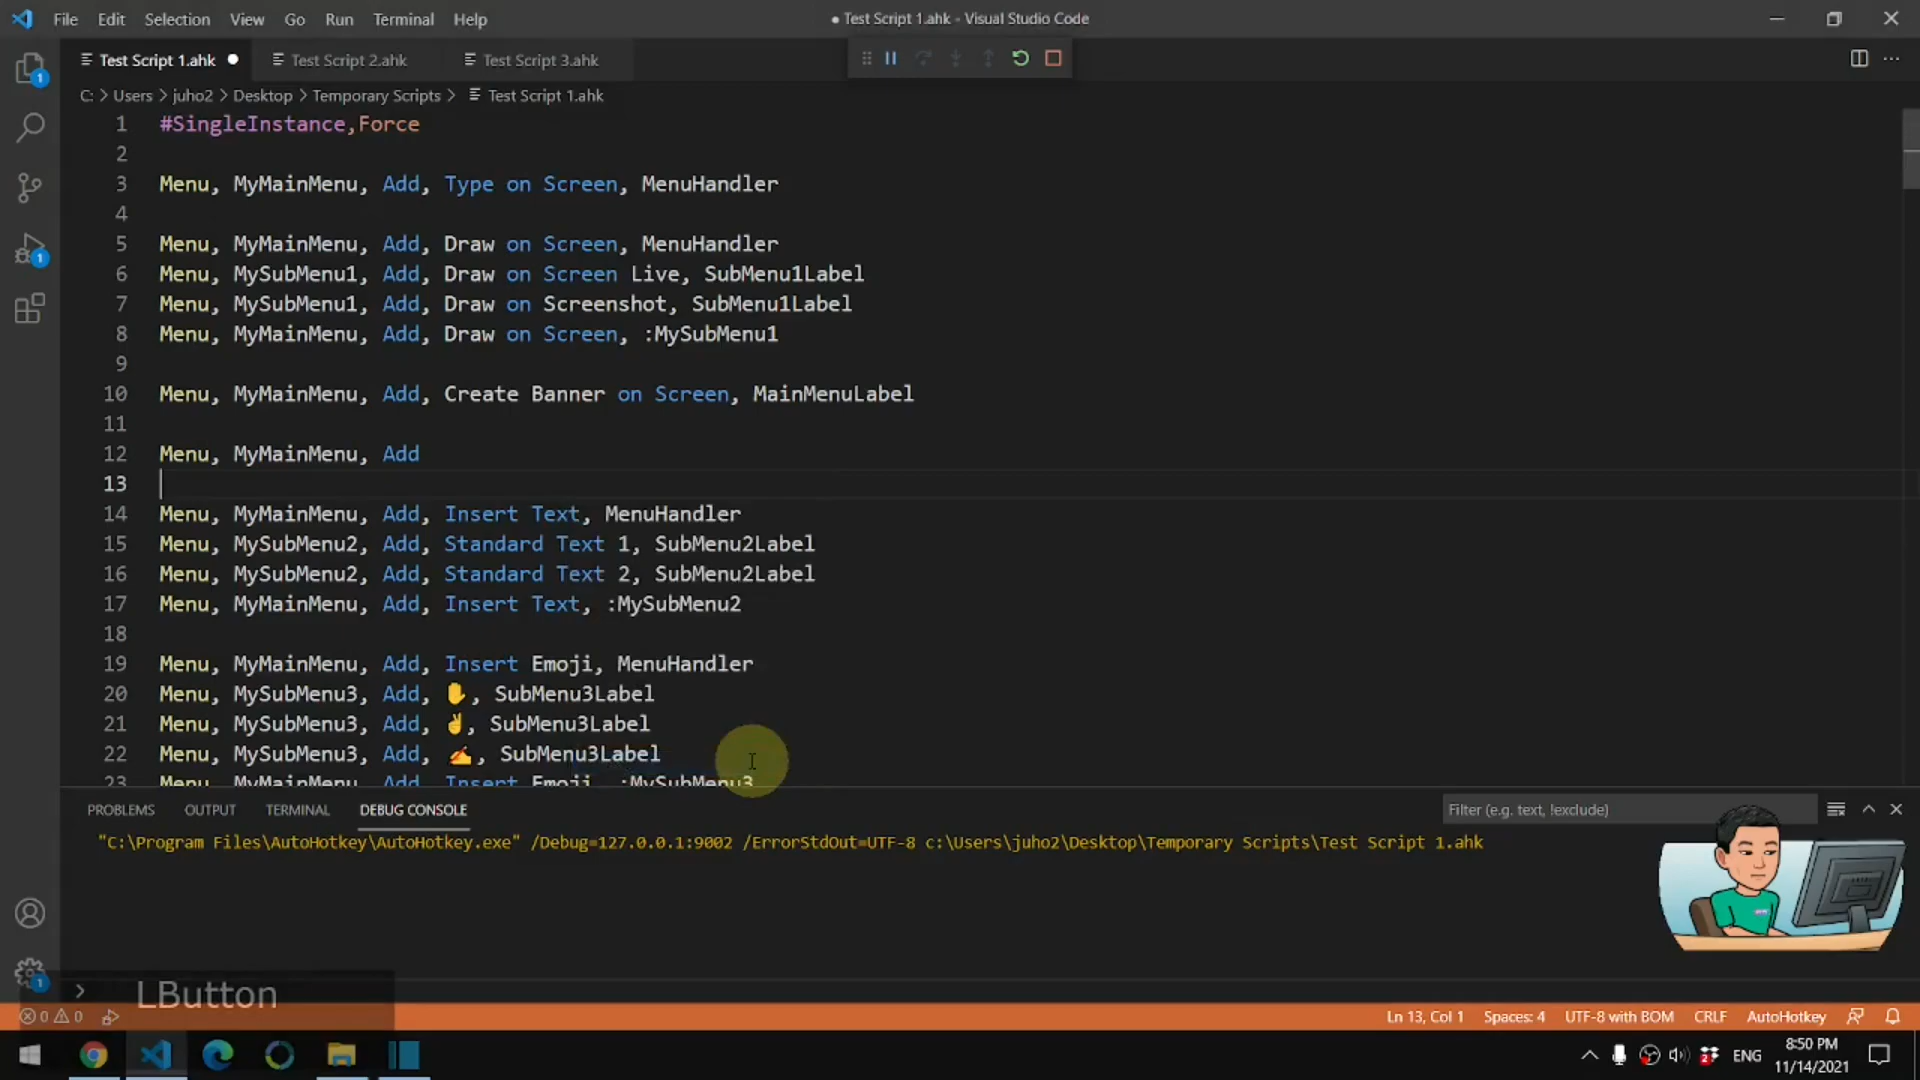 File Edit Selection View Go Run Terminal Help
● Test Script 1.ahk - Visual Studio Code
Test Script 1.ahk ● Test Script 2.ahk Test Script 3.ahk
C: > Users > juho2 > Desktop > Temporary Scripts > Test Script 1.ahk
1 #SingleInstance,Force
2
3 Menu, MyMainMenu, Add, Type on Screen, MenuHandler
4
5 Menu, MyMainMenu, Add, Draw on Screen, MenuHandler
6 Menu, MySubMenu1, Add, Draw on Screen Live, SubMenu1Label
7 Menu, MySubMenu1, Add, Draw on Screenshot, SubMenu1Label
8 Menu, MyMainMenu, Add, Draw on Screen, :MySubMenu1
9
10 Menu, MyMainMenu, Add, Create Banner on Screen, MainMenuLabel
11
12 Menu, MyMainMenu, Add
13
14 Menu, MyMainMenu, Add, Insert Text, MenuHandler
15 Menu, MySubMenu2, Add, Standard Text 1, SubMenu2Label
16 Menu, MySubMenu2, Add, Standard Text 2, SubMenu2Label
17 Menu, MyMainMenu, Add, Insert Text, :MySubMenu2
18
19 Menu, MyMainMenu, Add, Insert Emoji, MenuHandler
20 Menu, MySubMenu3, Add, ✋, SubMenu3Label
21 Menu, MySubMenu3, Add, ✌, SubMenu3Label
22 Menu, MySubMenu3, Add, ✍, SubMenu3Label
23 Menu, MyMainMenu, Add, Insert Emoji, :MySubMenu3
PROBLEMS OUTPUT TERMINAL DEBUG CONSOLE Filter (e.g. text, !exclude)
"C:\Program Files\AutoHotkey\AutoHotkey.exe" /Debug=127.0.0.1:9002 /ErrorStdOut=UTF-8 c:\Users\juho2\Desktop\Temporary Scripts\Test Script 1.ahk
> LButton
0 0 Ln 13, Col 1 Spaces: 4 UTF-8 with BOM CRLF AutoHotkey
ENG 8:50 PM
11/14/2021